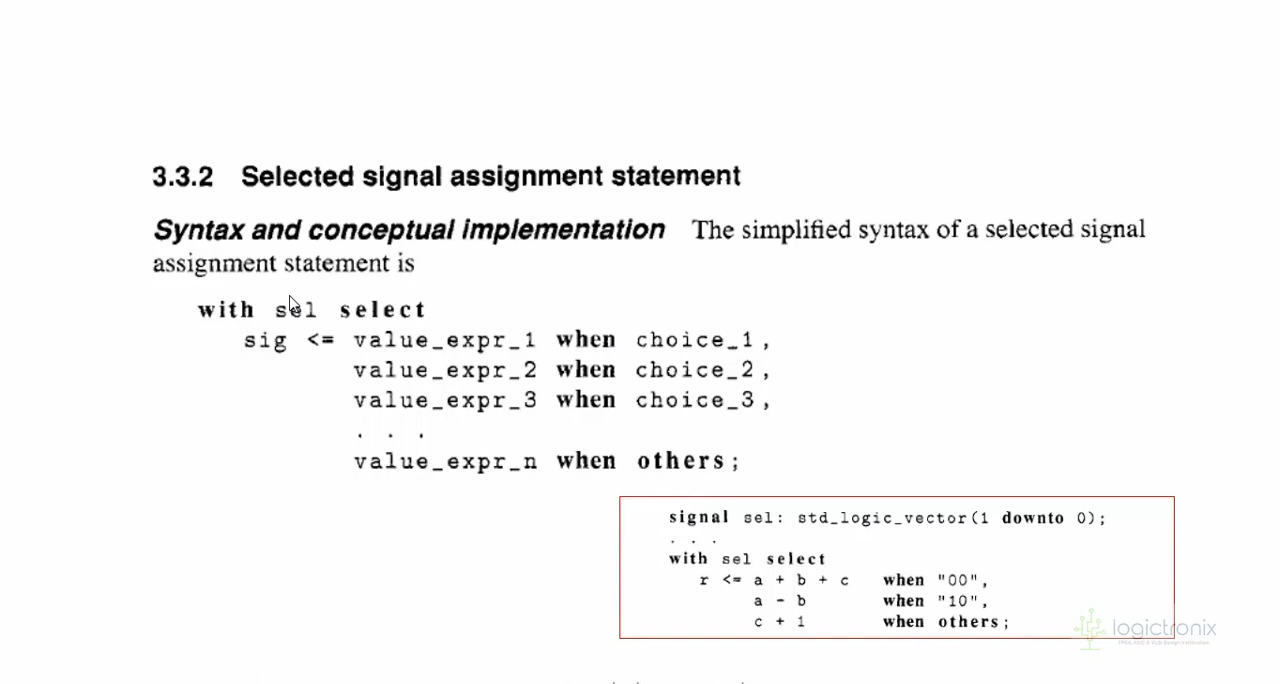 3.3.2 Selected signal assignment statement
Syntax and conceptual implementation The simplified syntax of a selected signal
assignment statement is
with sel select
sig <= value_expr_1 when choice_1,
value_expr_2 when choice_2,
value_expr_3 when choice_3,
. . .
value_expr_n when others;
signal sel: std_logic_vector(1 downto 0);
. . .
with sel select
r <= a + b + c when "00",
a - b when "10",
c + 1 when others;
logictronix